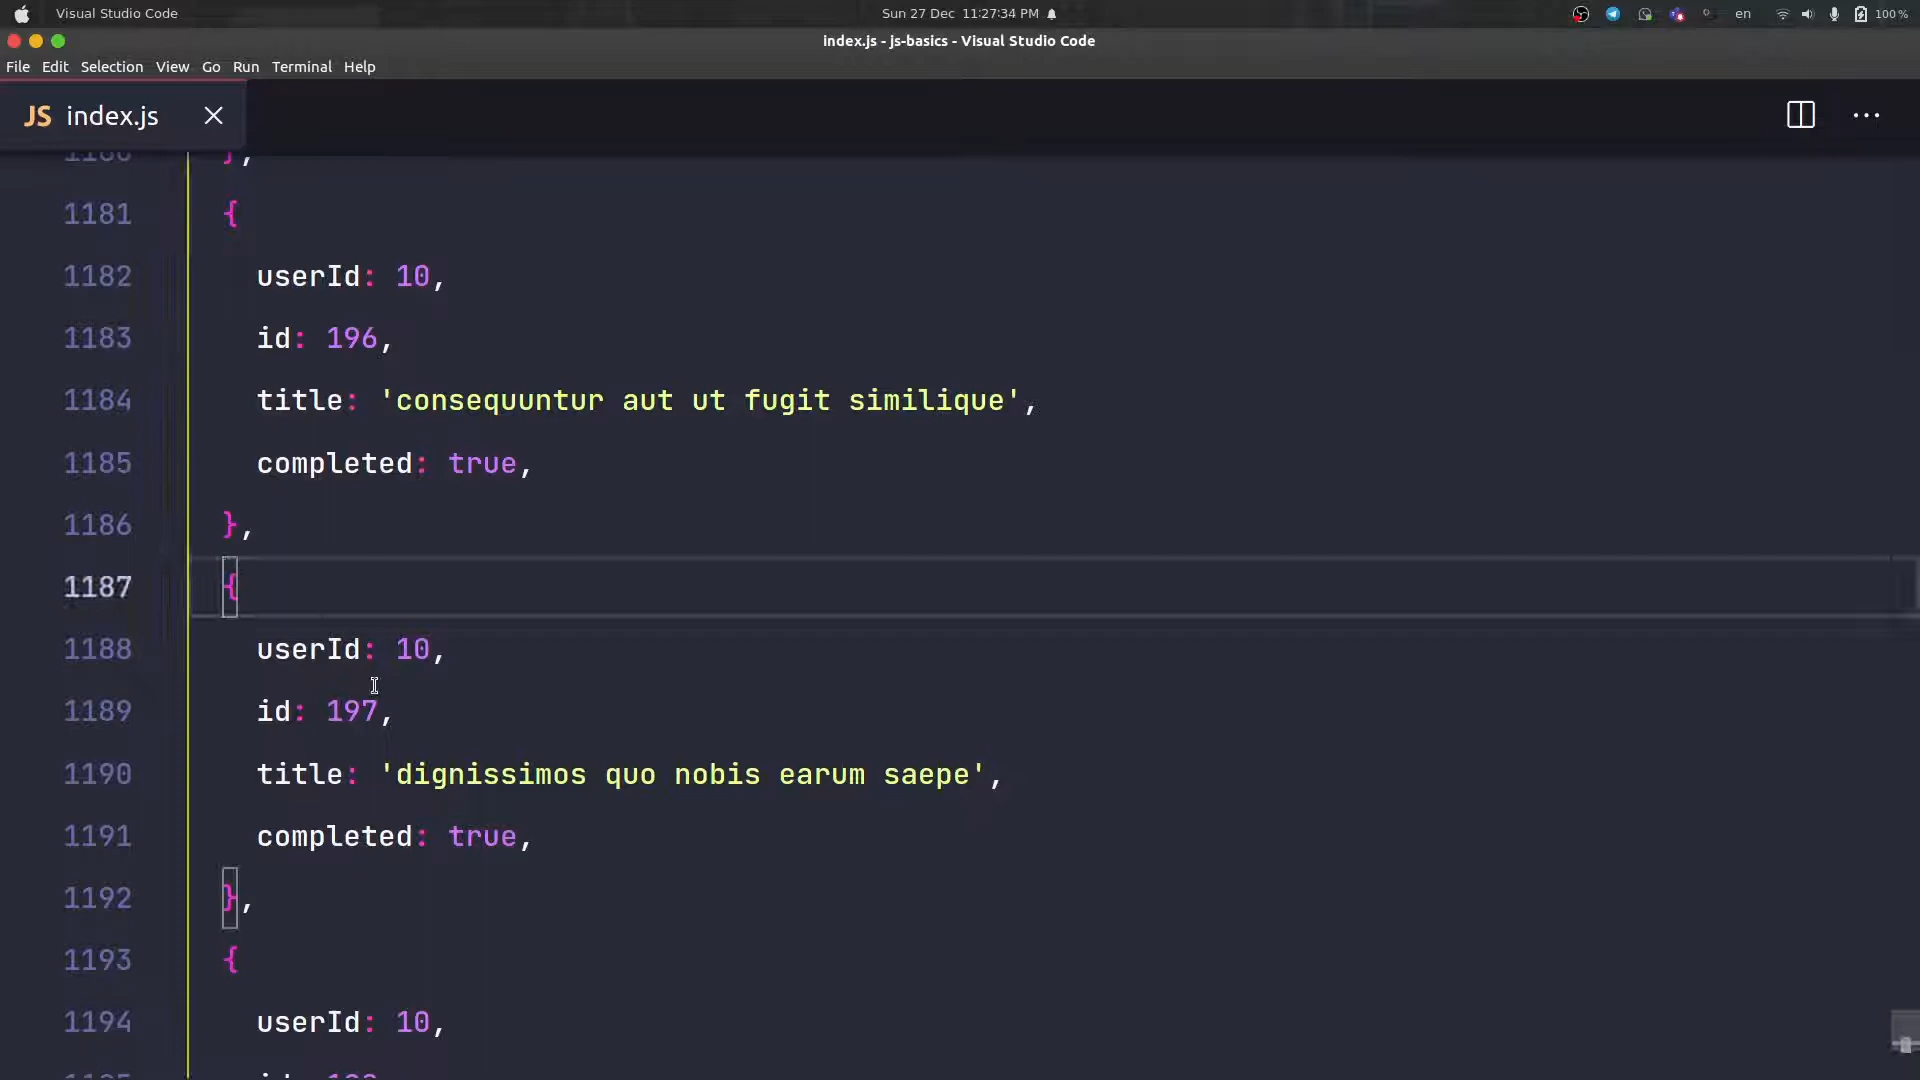 Visual Studio Code
Sun 27 Dec 11:27:34 PM
en
100 %
index.js - js-basics - Visual Studio Code
File Edit Selection View Go Run Terminal Help
JS index.js
1180 },
1181 {
1182 userId: 10,
1183 id: 196,
1184 title: 'consequuntur aut ut fugit similique',
1185 completed: true,
1186 },
1187 {
1188 userId: 10,
1189 id: 197,
1190 title: 'dignissimos quo nobis earum saepe',
1191 completed: true,
1192 },
1193 {
1194 userId: 10,